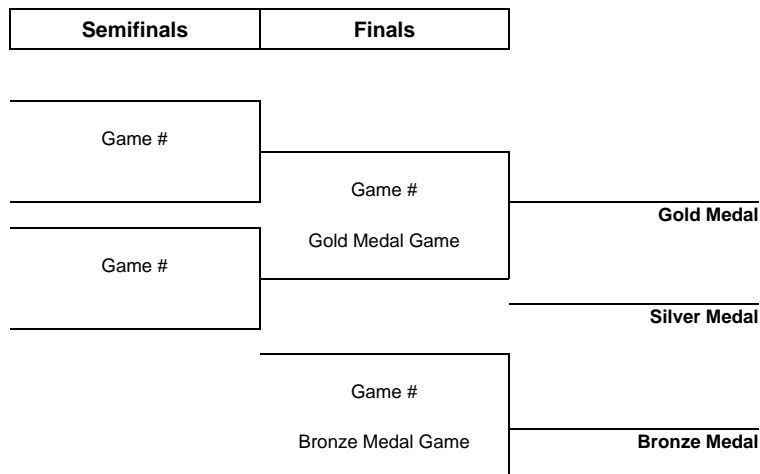 Semifinals
Finals
Game #
Game #
Gold Medal Game
Gold Medal
Game #
Silver Medal
Game #
Bronze Medal Game
Bronze Medal